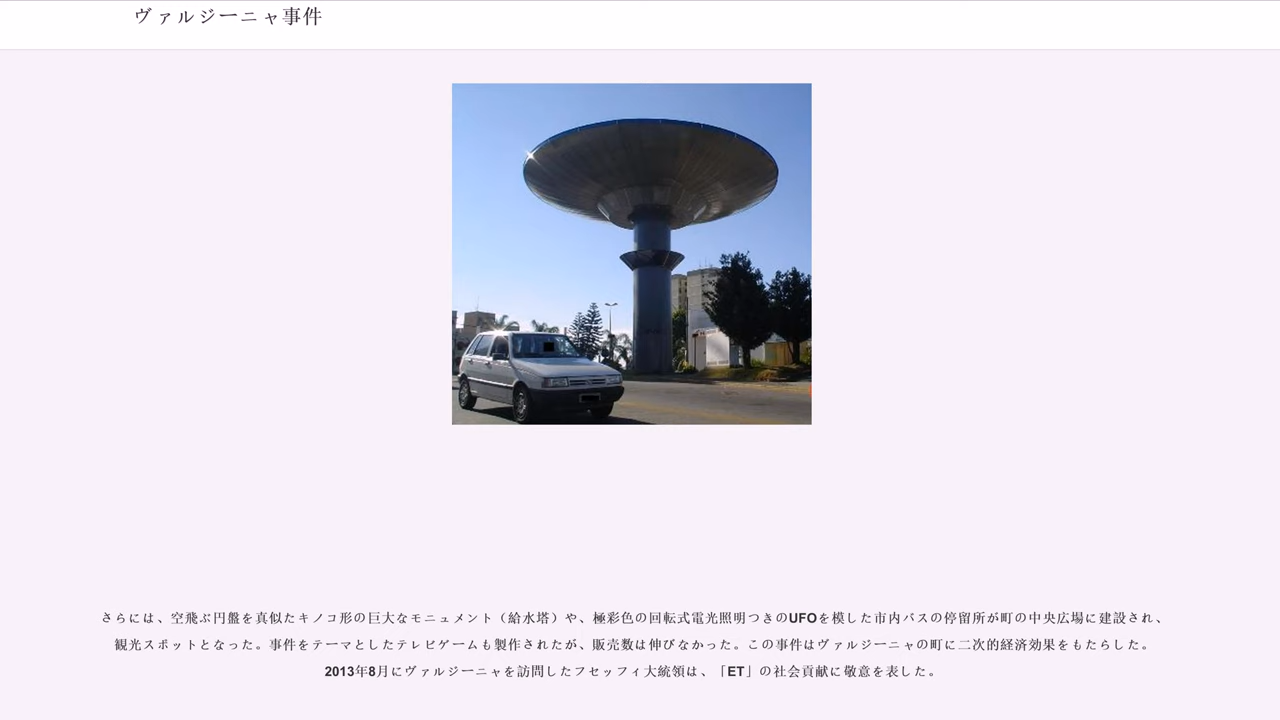 ヴァルジーニャ事件
さらには、空飛ぶ円盤を真似たキノコ形の巨大なモニュメント（給水塔）や、極彩色の回転式電光照明つきのUFOを模した市内バスの停留所が町の中央広場に建設され、
観光スポットとなった。事件をテーマとしたテレビゲームも製作されたが、販売数は伸びなかった。この事件はヴァルジーニャの町に二次的経済効果をもたらした。
2013年8月にヴァルジーニャを訪問したフセッフィ大統領は、「ET」の社会貢献に敬意を表した。